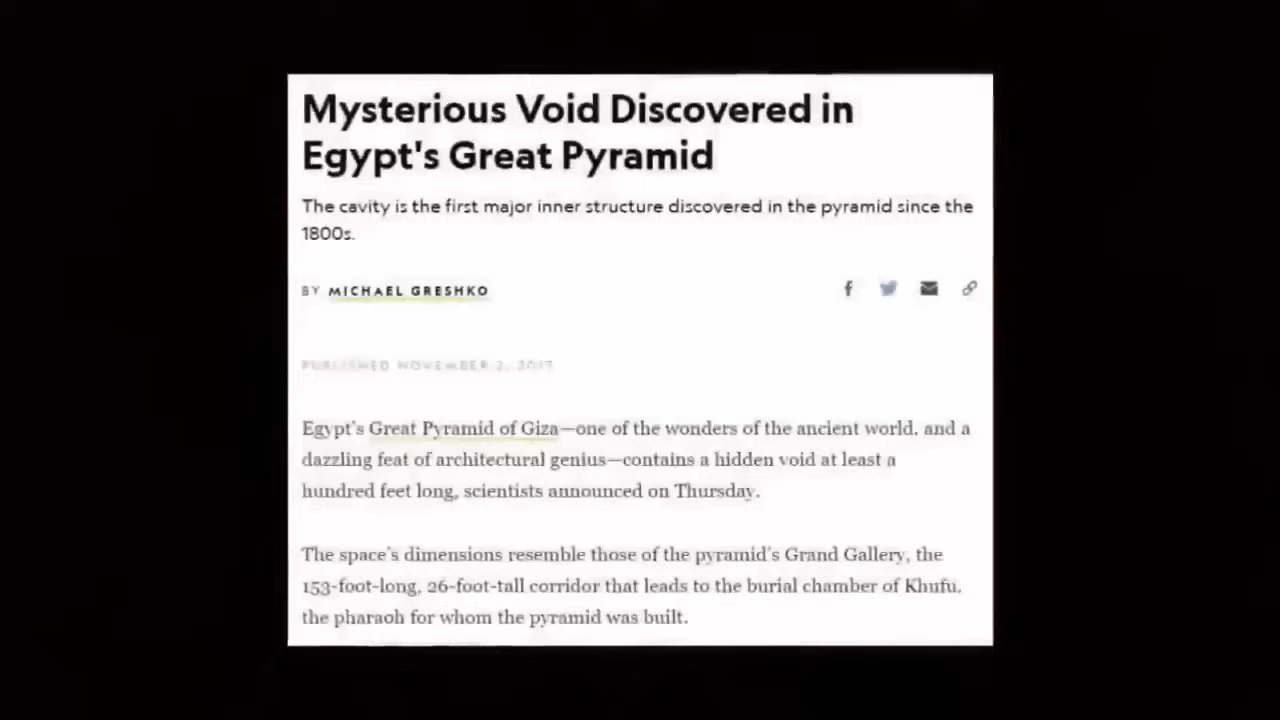 Mysterious Void Discovered in
Egypt's Great Pyramid
The cavity is the first major inner structure discovered in the pyramid since the
1800s.
BY MICHAEL GRESHKO
PUBLISHED NOVEMBER 2, 2017
Egypt's Great Pyramid of Giza—one of the wonders of the ancient world, and a
dazzling feat of architectural genius—contains a hidden void at least a
hundred feet long, scientists announced on Thursday.
The space's dimensions resemble those of the pyramid's Grand Gallery, the
153-foot-long, 26-foot-tall corridor that leads to the burial chamber of Khufu,
the pharaoh for whom the pyramid was built.